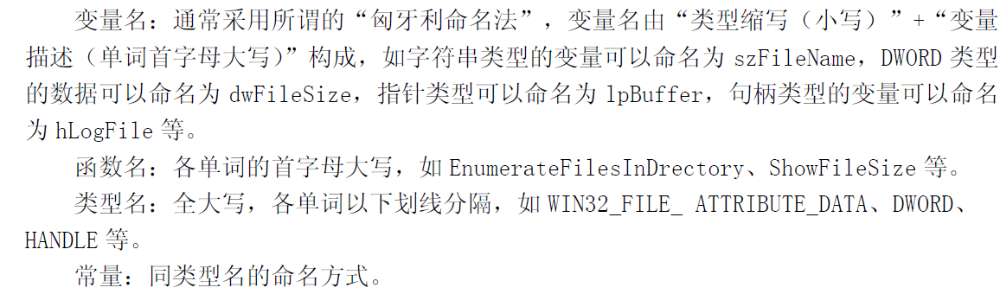 变量名：通常采用所谓的“匈牙利命名法”，变量名由“类型缩写（小写）”+“变量
描述（单词首字母大写）”构成，如字符串类型的变量可以命名为 szFileName，DWORD 类型
的数据可以命名为 dwFileSize，指针类型可以命名为 lpBuffer，句柄类型的变量可以命名
为 hLogFile 等。
函数名：各单词的首字母大写，如 EnumerateFilesInDrectory、ShowFileSize 等。
类型名：全大写，各单词以下划线分隔，如 WIN32_FILE_ ATTRIBUTE_DATA、DWORD、
HANDLE 等。
常量：同类型名的命名方式。